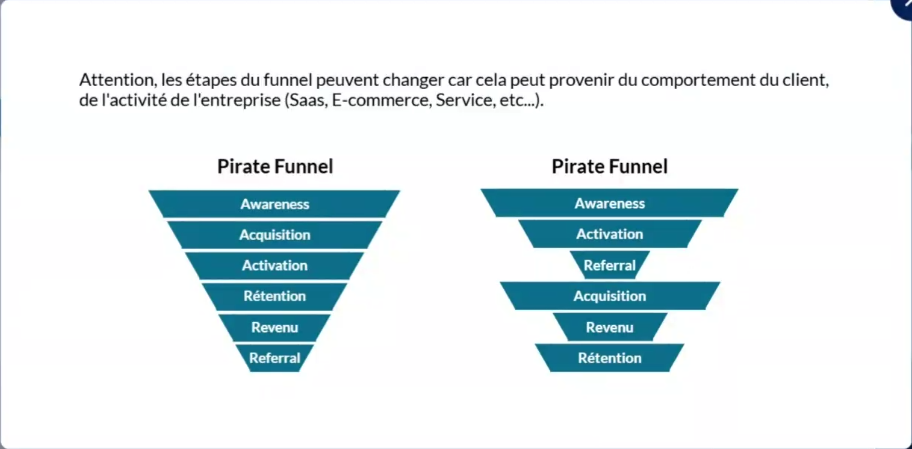 Attention, les étapes du funnel peuvent changer car cela peut provenir du comportement du client,
de l'activité de l'entreprise (Saas, E-commerce, Service, etc...).
Pirate Funnel
Awareness
Acquisition
Activation
Rétention
Revenu
Referral
Pirate Funnel
Awareness
Activation
Referral
Acquisition
Revenu
Rétention